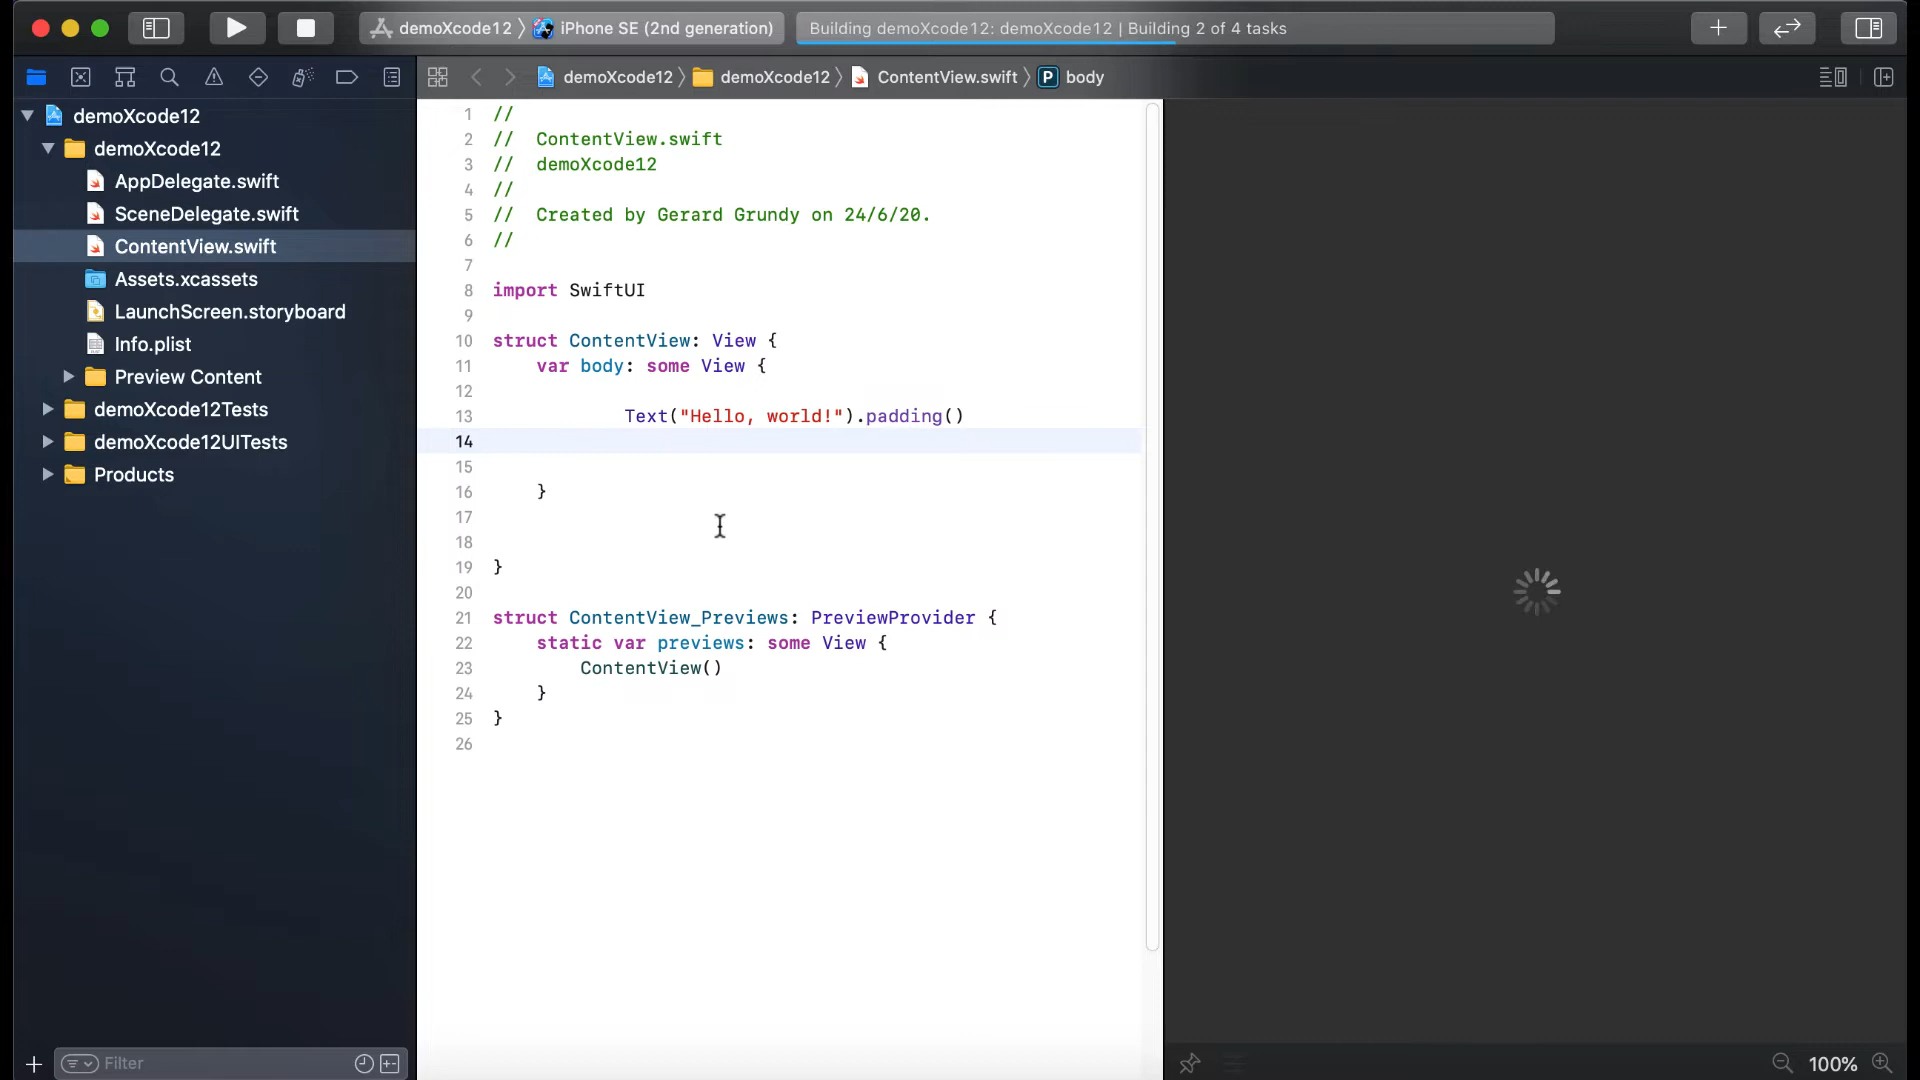 demoXcode12 〉 iPhone SE (2nd generation)
Building demoXcode12: demoXcode12 | Building 2 of 4 tasks
demoXcode12 〉 demoXcode12 〉 ContentView.swift 〉 P body
demoXcode12
demoXcode12
AppDelegate.swift
SceneDelegate.swift
ContentView.swift
Assets.xcassets
LaunchScreen.storyboard
Info.plist
Preview Content
demoXcode12Tests
demoXcode12UITests
Products
Filter
1 //
2 //  ContentView.swift
3 //  demoXcode12
4 //
5 //  Created by Gerard Grundy on 24/6/20.
6 //
7
8 import SwiftUI
9
10 struct ContentView: View {
11     var body: some View {
12
13             Text("Hello, world!").padding()
14
15
16     }
17
18
19 }
20
21 struct ContentView_Previews: PreviewProvider {
22     static var previews: some View {
23         ContentView()
24     }
25 }
26
100%